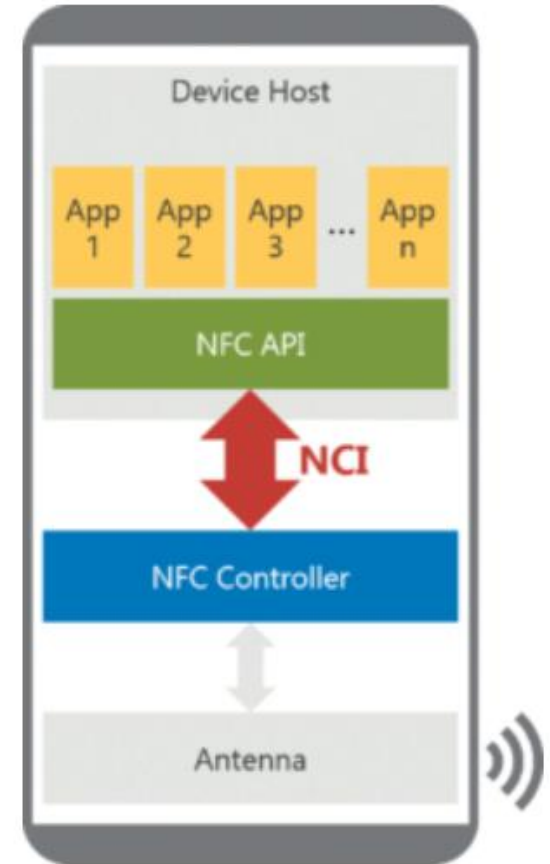 Device Host
App App App ... App
1 2 3 n
NFC API
NCI
NFC Controller
Antenna